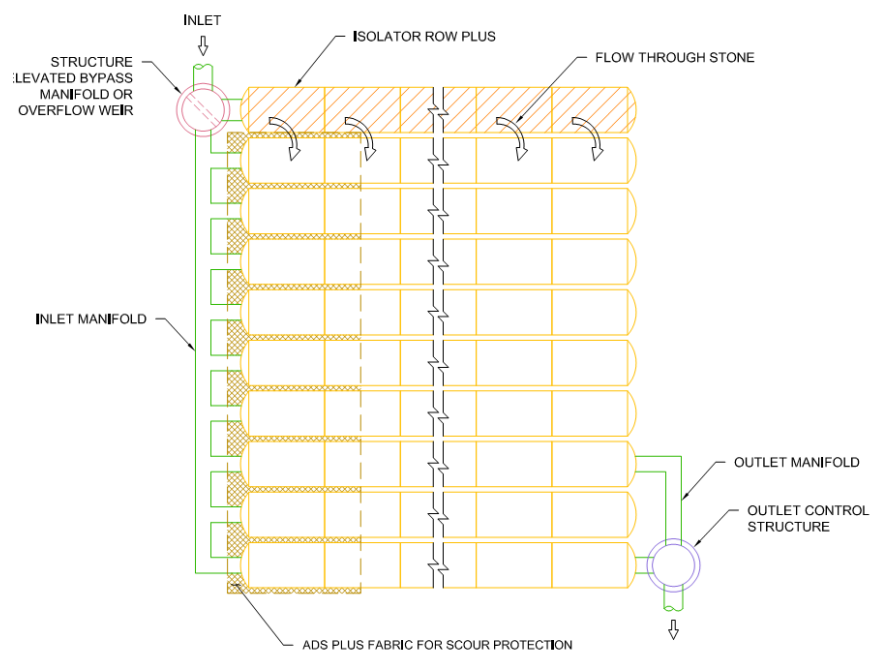 INLET
ISOLATOR ROW PLUS
STRUCTURE
ELEVATED BYPASS
MANIFOLD OR
OVERFLOW WEIR
FLOW THROUGH STONE
INLET MANIFOLD
OUTLET MANIFOLD
OUTLET CONTROL
STRUCTURE
ADS PLUS FABRIC FOR SCOUR PROTECTION